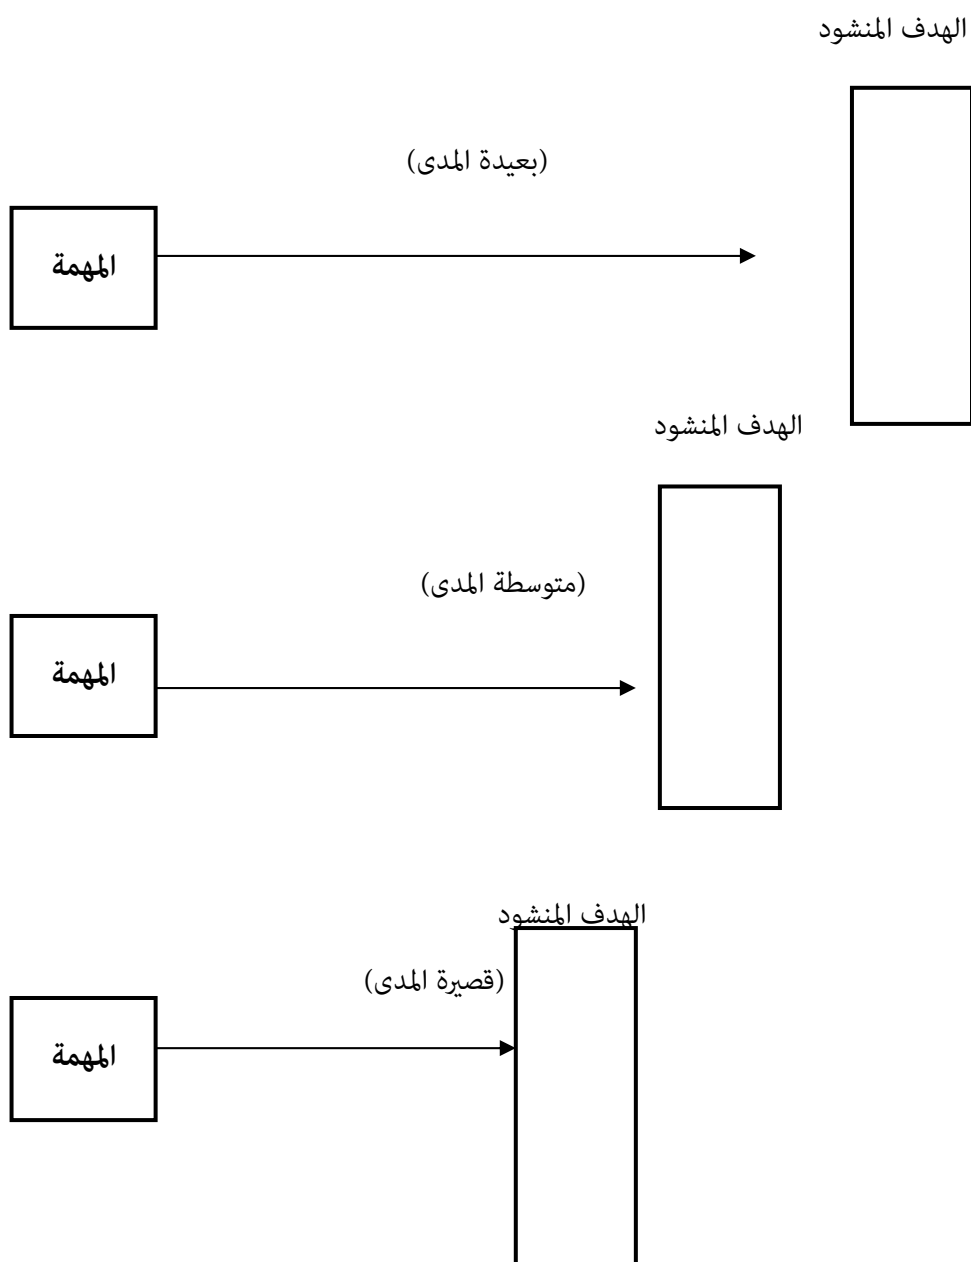 الهدف المنشود
(بعيدة المدى)
المهمة
الهدف المنشود
(متوسطة المدى)
المهمة
الهدف المنشود
(قصيرة المدى)
المهمة